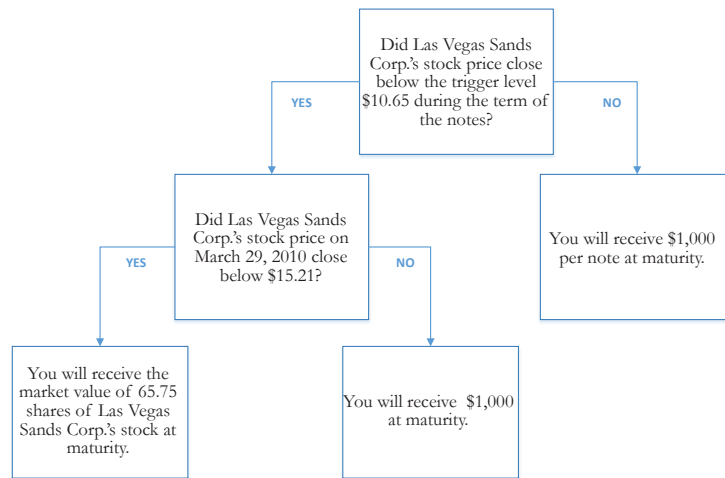 Did Las Vegas Sands
Corp.'s stock price close
below the trigger level
$10.65 during the term of
the notes?
YES
NO
Did Las Vegas Sands
Corp.'s stock price on
March 29, 2010 close
below $15.21?
You will receive $1,000
per note at maturity.
YES
NO
You will receive the
market value of 65.75
shares of Las Vegas
Sands Corp.'s stock at
maturity.
You will receive $1,000
at maturity.